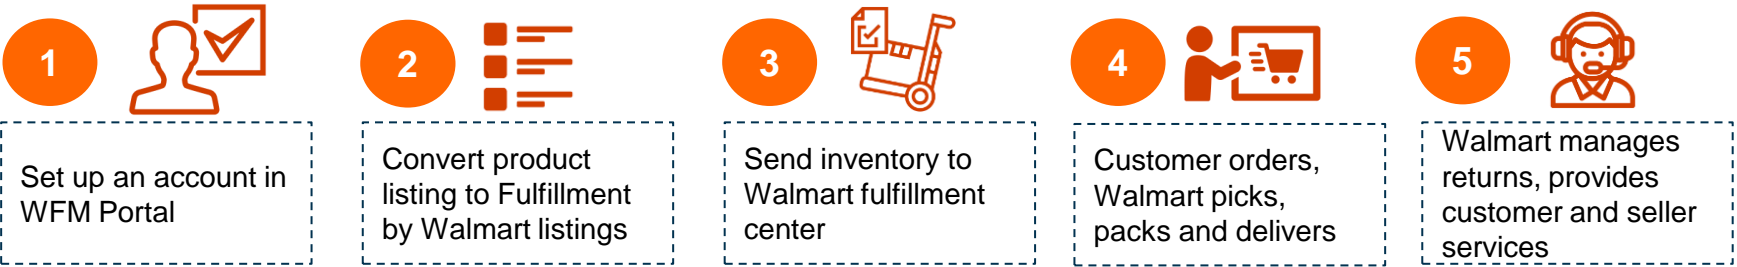 1
Set up an account in
WFM Portal
2
Convert product
listing to Fulfillment
by Walmart listings
3
Send inventory to
Walmart fulfillment
center
4
Customer orders,
Walmart picks,
packs and delivers
5
Walmart manages
returns, provides
customer and seller
services